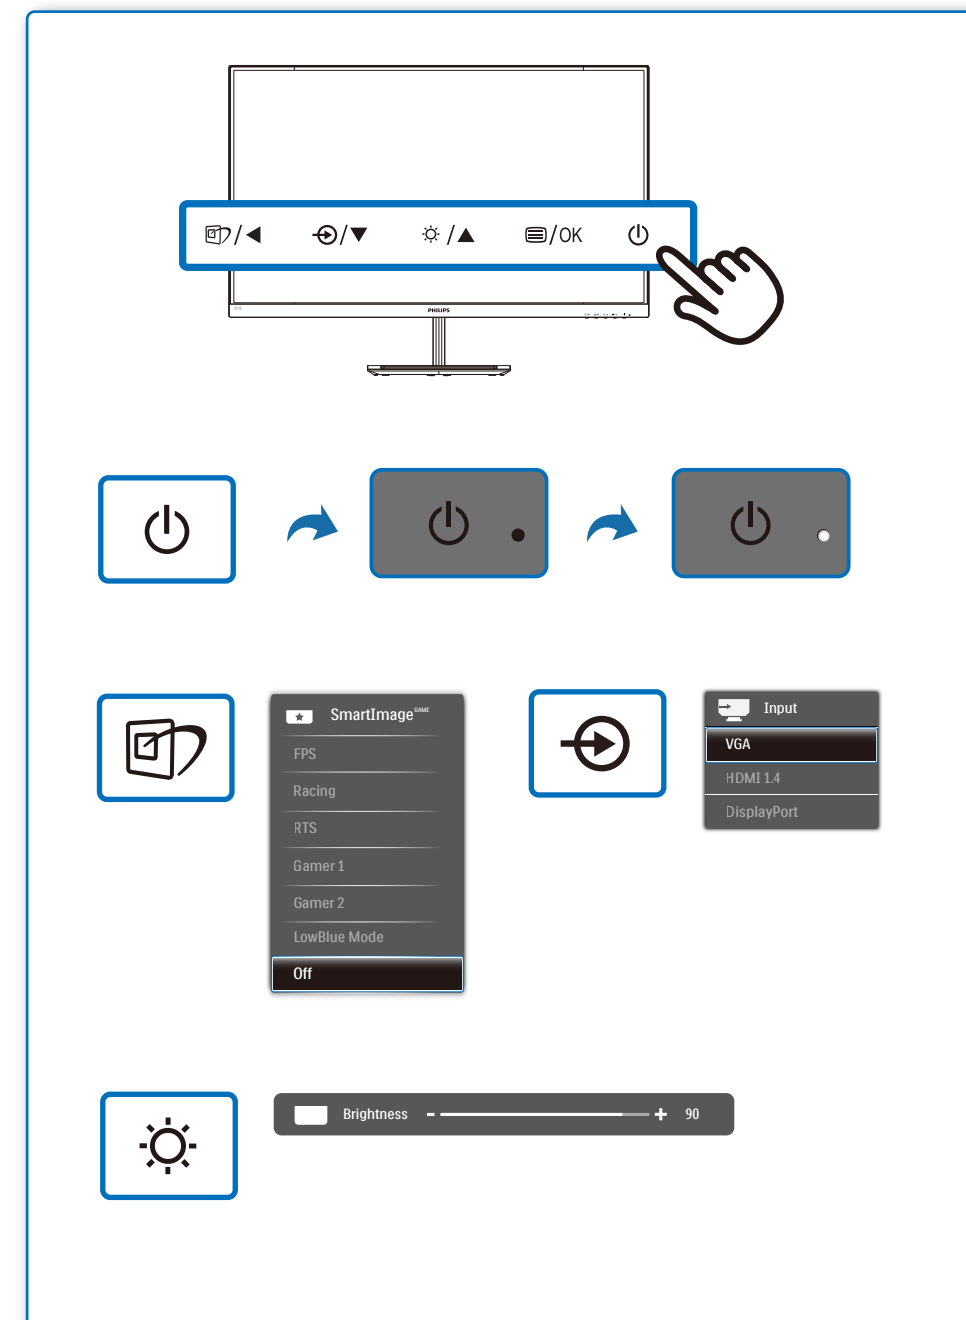 /OK
PHILIPS
SmartImage GAME
FPS
Racing
RTS
Gamer 1
Gamer 2
LowBlue Mode
Off
Input
VGA
HDMI 1.4
DisplayPort
Brightness - + 90